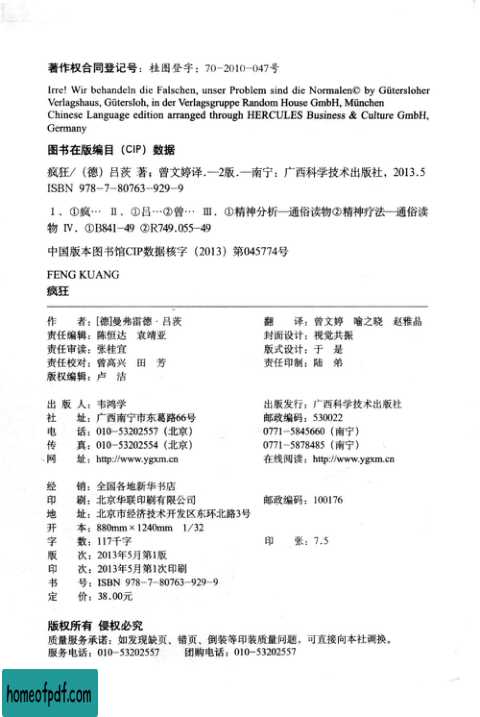 著作权合同登记号：桂图登字：70-2010-047号
Irre! Wir behandeln die Falschen, unser Problem sind die Normalen© by Gütersloher
Verlagshaus, Gütersloh, in der Verlagsgruppe Random House GmbH, München
Chinese Language edition arranged through HERCULES Business & Culture GmbH,
Germany
图书在版编目（CIP）数据
疯狂/（德）吕茨 著；曾文婷译.—2版.—南宁：广西科学技术出版社，2013.5
ISBN 978-7-80763-929-9
Ⅰ．①疯… Ⅱ．①吕…②曾… Ⅲ．①精神分析—通俗读物②精神疗法—通俗读
物 Ⅳ．①B841-49 ②R749.055-49
中国版本图书馆CIP数据核字（2013）第045774号
FENG KUANG
疯狂
作 者：[德]曼弗雷德·吕茨 翻 译：曾文婷 喻之晓 赵雅晶
责任编辑：陈恒达 袁靖亚 封面设计：视觉共振
责任审读：张桂宜 版式设计：于 是
责任校对：曾高兴 田 芳 责任印制：陆 弟
版权编辑：卢 洁
出 版 人：韦鸿学 出版发行：广西科学技术出版社
社 址：广西南宁市东葛路66号 邮政编码：530022
电 话：010-53202557（北京） 0771-5845660（南宁）
传 真：010-53202554（北京） 0771-5878485（南宁）
网 址：http://www.ygxm.cn 在线阅读：http://www.ygxm.cn
经 销：全国各地新华书店
印 刷：北京华联印刷有限公司 邮政编码：100176
地 址：北京市经济技术开发区东环北路3号
开 本：880mm×1240mm 1/32
字 数：117千字 印 张：7.5
版 次：2013年5月第1版
印 次：2013年5月第1次印刷
书 号：ISBN 978-7-80763-929-9
定 价：38.00元
版权所有 侵权必究
质量服务承诺：如发现缺页、错页、倒装等印装质量问题，可直接向本社调换。
服务电话：010-53202557 团购电话：010-53202557
homeofpdf.com